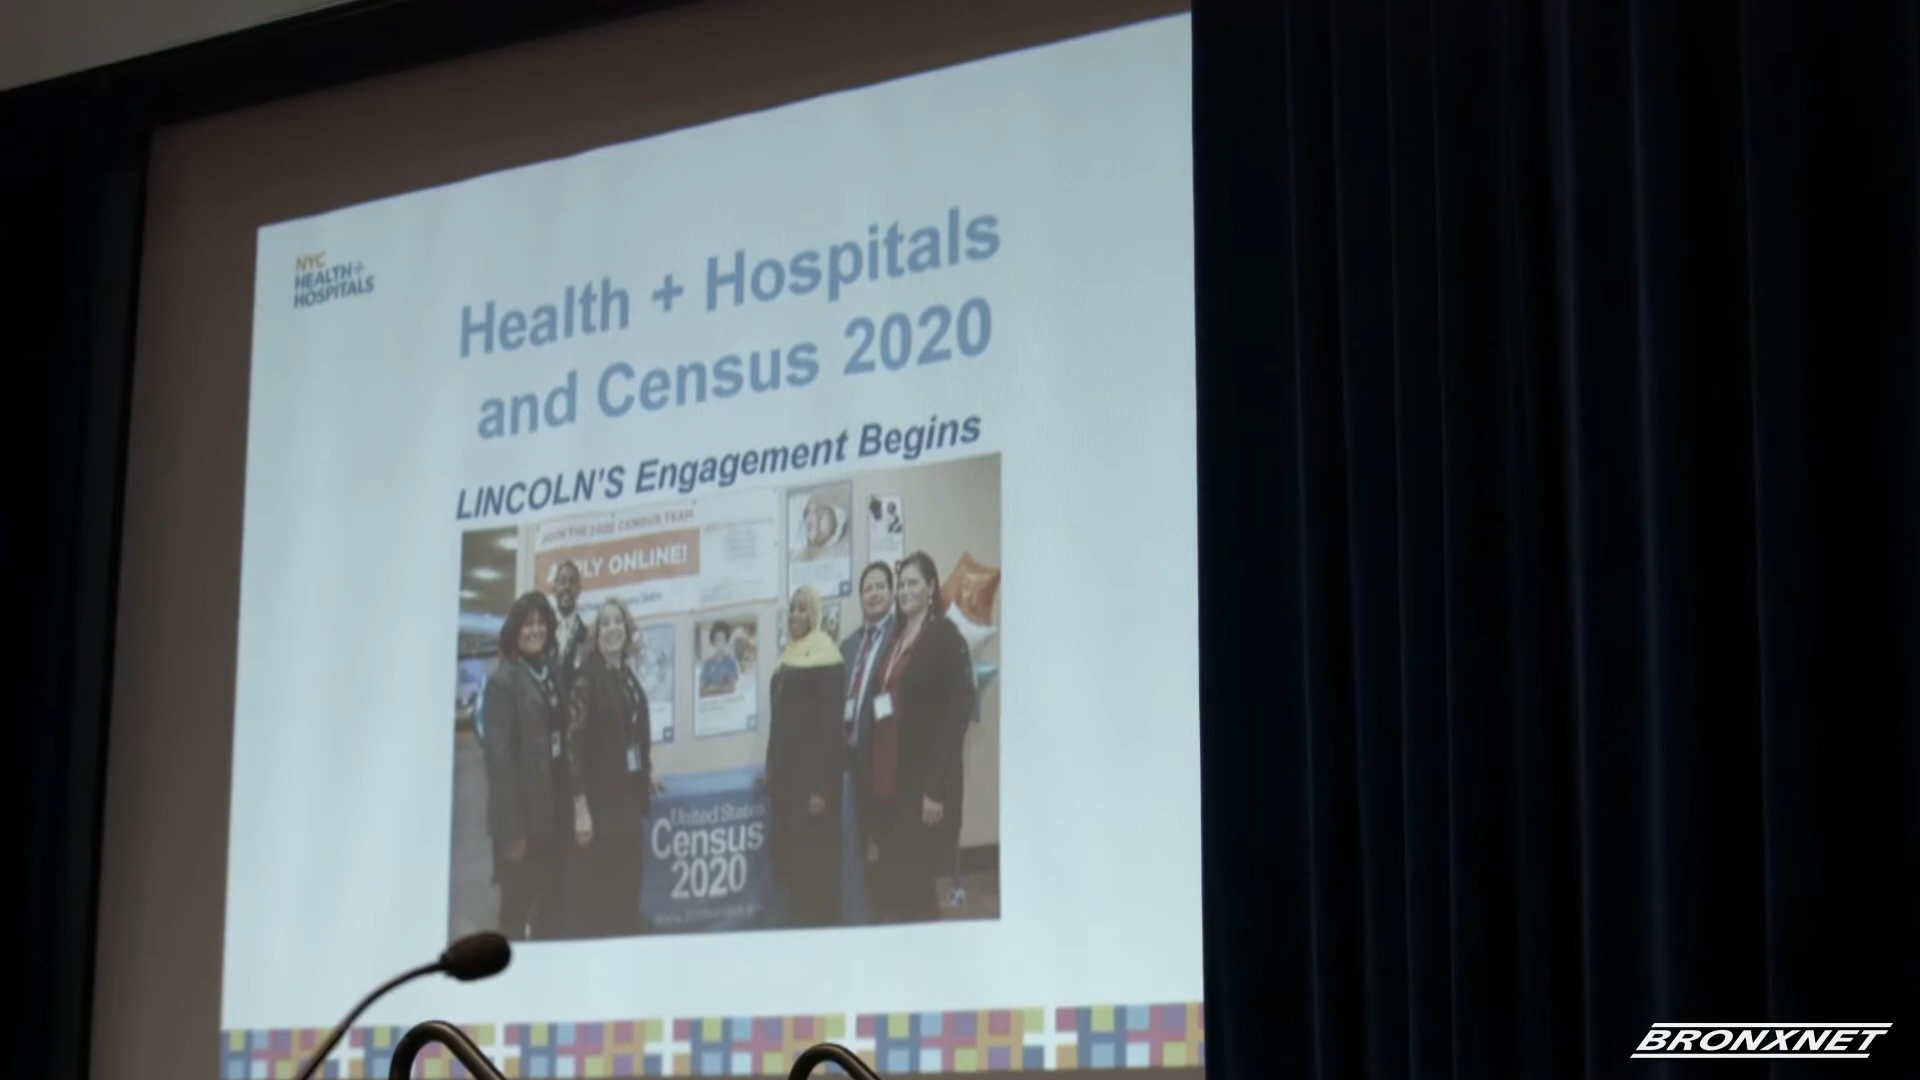 NYC
HEALTH+
HOSPITALS
Health + Hospitals
and Census 2020
LINCOLN'S Engagement Begins
JOIN THE 2020 CENSUS TEAM
ONLINE!
United States
Census
2020
BRONXNET